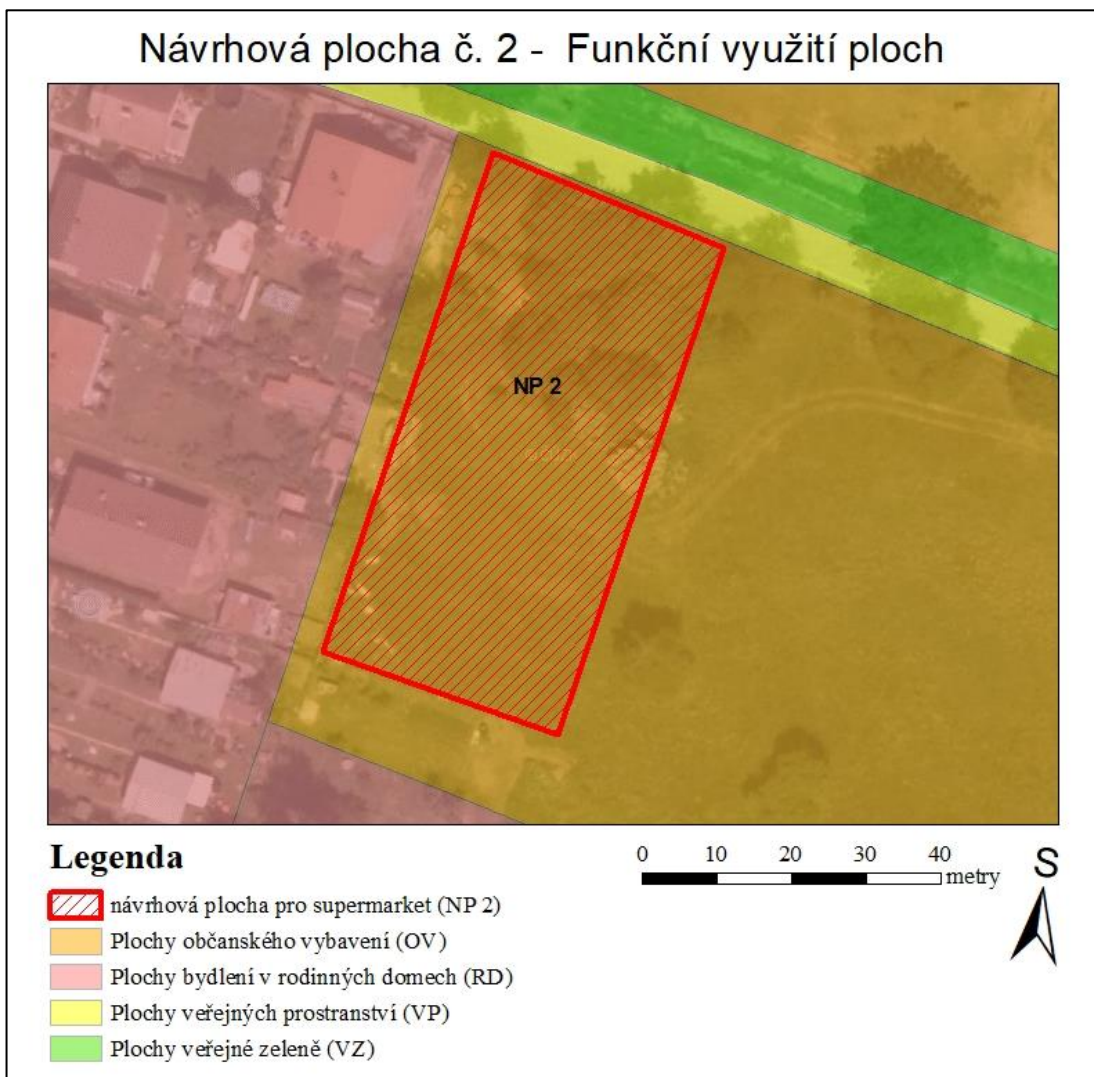 Návrhová plocha č. 2 - Funkční využití ploch
NP 2
Legenda
návrhová plocha pro supermarket (NP 2)
Plochy občanského vybavení (OV)
Plochy bydlení v rodinných domech (RD)
Plochy veřejných prostranství (VP)
Plochy veřejné zeleně (VZ)
0 10 20 30 40
metry
S